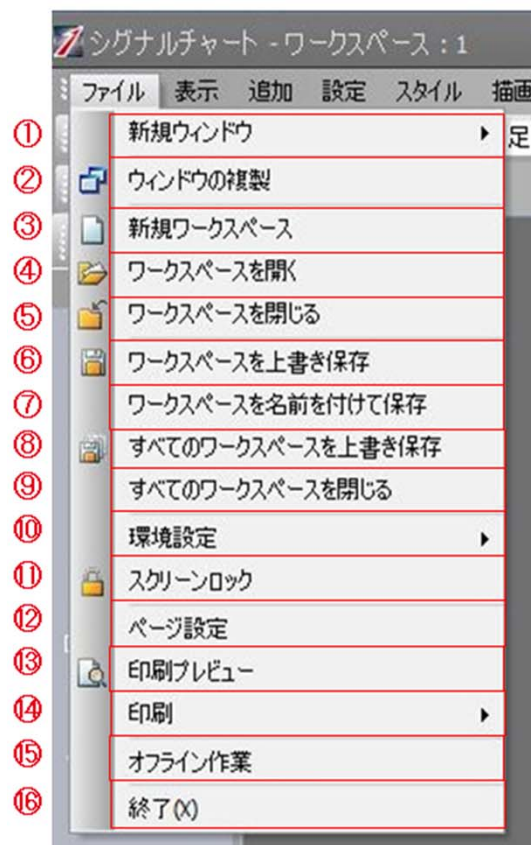 シグナルチャート - ワークスペース : 1
ファイル 表示 追加 設定 スタイル 描画
① 新規ウィンドウ 足
② ウィンドウの複製
③ 新規ワークスペース
④ ワークスペースを開く
⑤ ワークスペースを閉じる
⑥ ワークスペースを上書き保存
⑦ ワークスペースを名前を付けて保存
⑧ すべてのワークスペースを上書き保存
⑨ すべてのワークスペースを閉じる
⑩ 環境設定
⑪ スクリーンロック
⑫ ページ設定
⑬ 印刷プレビュー
⑭ 印刷
⑮ オフライン作業
⑯ 終了(X)